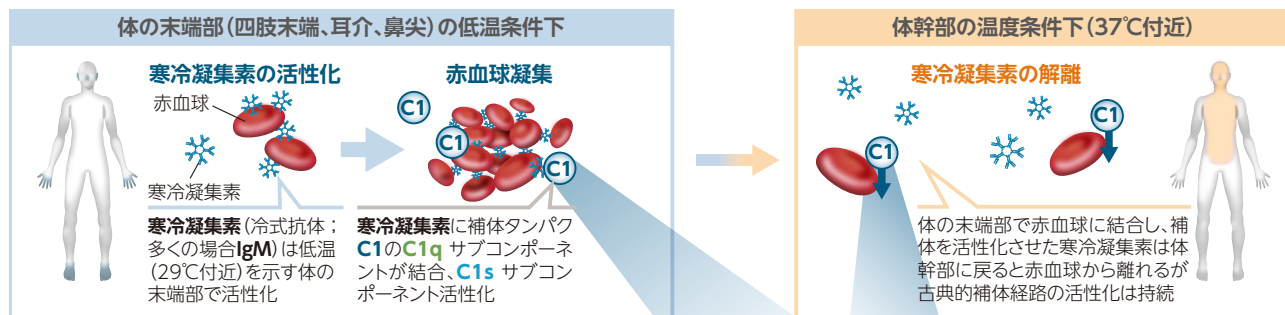 体の末端部(四肢末端、耳介、鼻尖)の低温条件下
寒冷凝集素の活性化
赤血球
寒冷凝集素
寒冷凝集素(冷式抗体;
多くの場合IgM)は低温
(29℃付近)を示す体の
末端部で活性化
赤血球凝集
C1
C1
C1
寒冷凝集素に補体タンパク
C1のC1q サブコンポーネ
ントが結合、C1s サブコン
ポーネント活性化
体幹部の温度条件下(37℃付近)
寒冷凝集素の解離
C1
C1
体の末端部で赤血球に結合し、補
体を活性化させた寒冷凝集素は体
幹部に戻ると赤血球から離れるが
古典的補体経路の活性化は持続